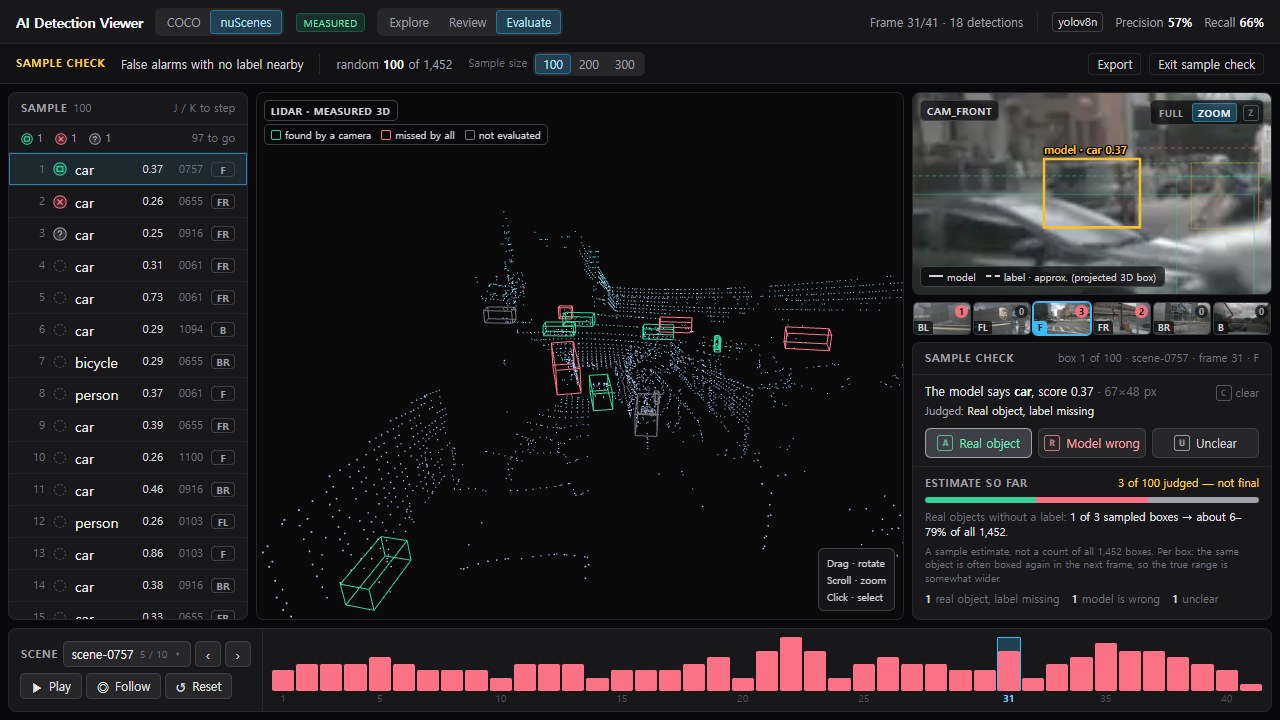 AI Detection Viewer COCO nuScenes MEASURED Explore Review Evaluate Frame 31/41 · 18 detections yolov8n Precision 57% Recall 66%
SAMPLE CHECK False alarms with no label nearby random 100 of 1,452 Sample size 100 200 300 Export Exit sample check
SAMPLE 100 J / K to step
1 1 ? 1 97 to go
1 car 0.37 0757 F
2 car 0.26 0655 FR
3 ? car 0.25 0916 FR
4 car 0.31 0061 FR
5 car 0.73 0061 FR
6 car 0.29 1094 B
7 bicycle 0.29 0655 BR
8 person 0.37 0061 F
9 car 0.39 0655 FR
10 car 0.26 1100 F
11 car 0.46 0916 BR
12 person 0.26 0103 FL
13 car 0.86 0103 F
14 car 0.38 0916 BR
15 car 0.33 0655 FR
LIDAR · MEASURED 3D
found by a camera missed by all not evaluated
Drag · rotate
Scroll · zoom
Click · select
CAM_FRONT FULL ZOOM Z
model · car 0.37
model label · approx. (projected 3D box)
1 0 3 2 0 0
BL FL F FR BR B
SAMPLE CHECK box 1 of 100 · scene-0757 · frame 31 · F
The model says car, score 0.37 · 67×48 px C clear
Judged: Real object, label missing
A Real object R Model wrong U Unclear
ESTIMATE SO FAR 3 of 100 judged — not final
Real objects without a label: 1 of 3 sampled boxes → about 6–
79% of all 1,452.
A sample estimate, not a count of all 1,452 boxes. Per box: the same
object is often boxed again in the next frame, so the true range is
somewhat wider.
1 real object, label missing 1 model is wrong 1 unclear
SCENE scene-0757 5 / 10 ‹ ›
Play Follow Reset
1 5 10 15 20 25 31 35 40